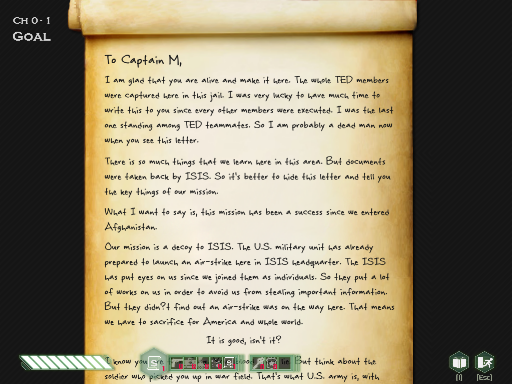 CH 0 - 1
GOAL
To Captain M,
I am glad that you are alive and make it here. The whole TED members
were captured here in this jail. I was very lucky to have much time to
write this to you since every other members were executed. I was the last
one standing among TED teammates. So I am probably a dead man now
when you see this letter.
There is so much things that we learn here in this area. But documents
were taken back by ISIS. So it's better to hide this letter and tell you
the key things of our mission.
What I want to say is, this mission has been a success since we entered
Afghanistan.
Our mission is a decoy to ISIS. The U.S. military unit has already
prepared to launch an air-strike here in ISIS headquarter. The ISIS
has put eyes on us since we joined them as individuals. So they put a lot
of works on us in order to avoid us from stealing important information.
But they didn?t find out an air-strike was on the way here. That means
we have to sacrifice for America and whole world.
It is good, isn't it?
I know you But think about the
soldier who picked you up in war field. That's what U.S. army is, with
[I] [Esc]